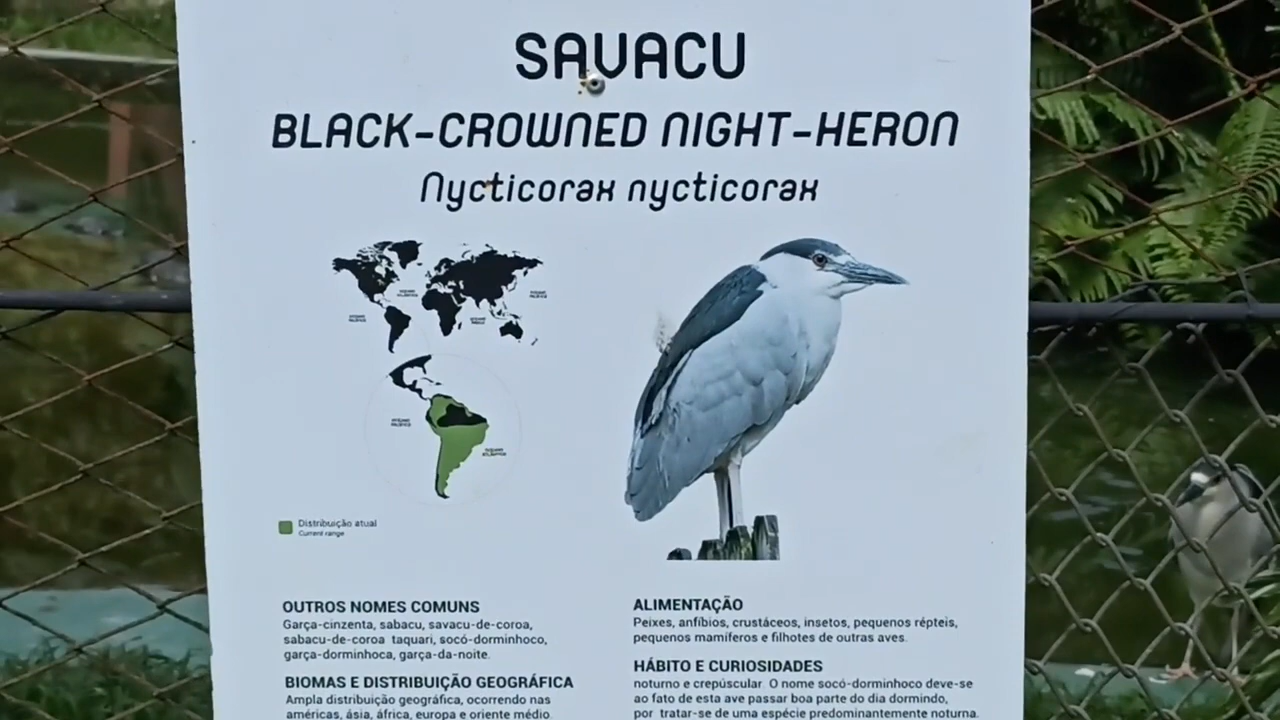 SAVACU
BLACK-CROWNED NIGHT-HERON
Nycticorax nycticorax
Distribuição atual
Current range
OUTROS NOMES COMUNS
Garça-cinzenta, sabacu, savacu-de-coroa,
sabacu-de-coroa taquari, socó-dorminhoco,
garça-dorminhoca, garça-da-noite.
BIOMAS E DISTRIBUIÇÃO GEOGRÁFICA
Ampla distribuição geográfica, ocorrendo nas
américas, ásia, áfrica, europa e oriente médio.
ALIMENTAÇÃO
Peixes, anfíbios, crustáceos, insetos, pequenos répteis,
pequenos mamíferos e filhotes de outras aves.
HÁBITO E CURIOSIDADES
noturno e crepúscular. O nome socó-dorminhoco deve-se
ao fato de esta ave passar boa parte do dia dormindo,
por tratar-se de uma espécie predominantemente noturna.